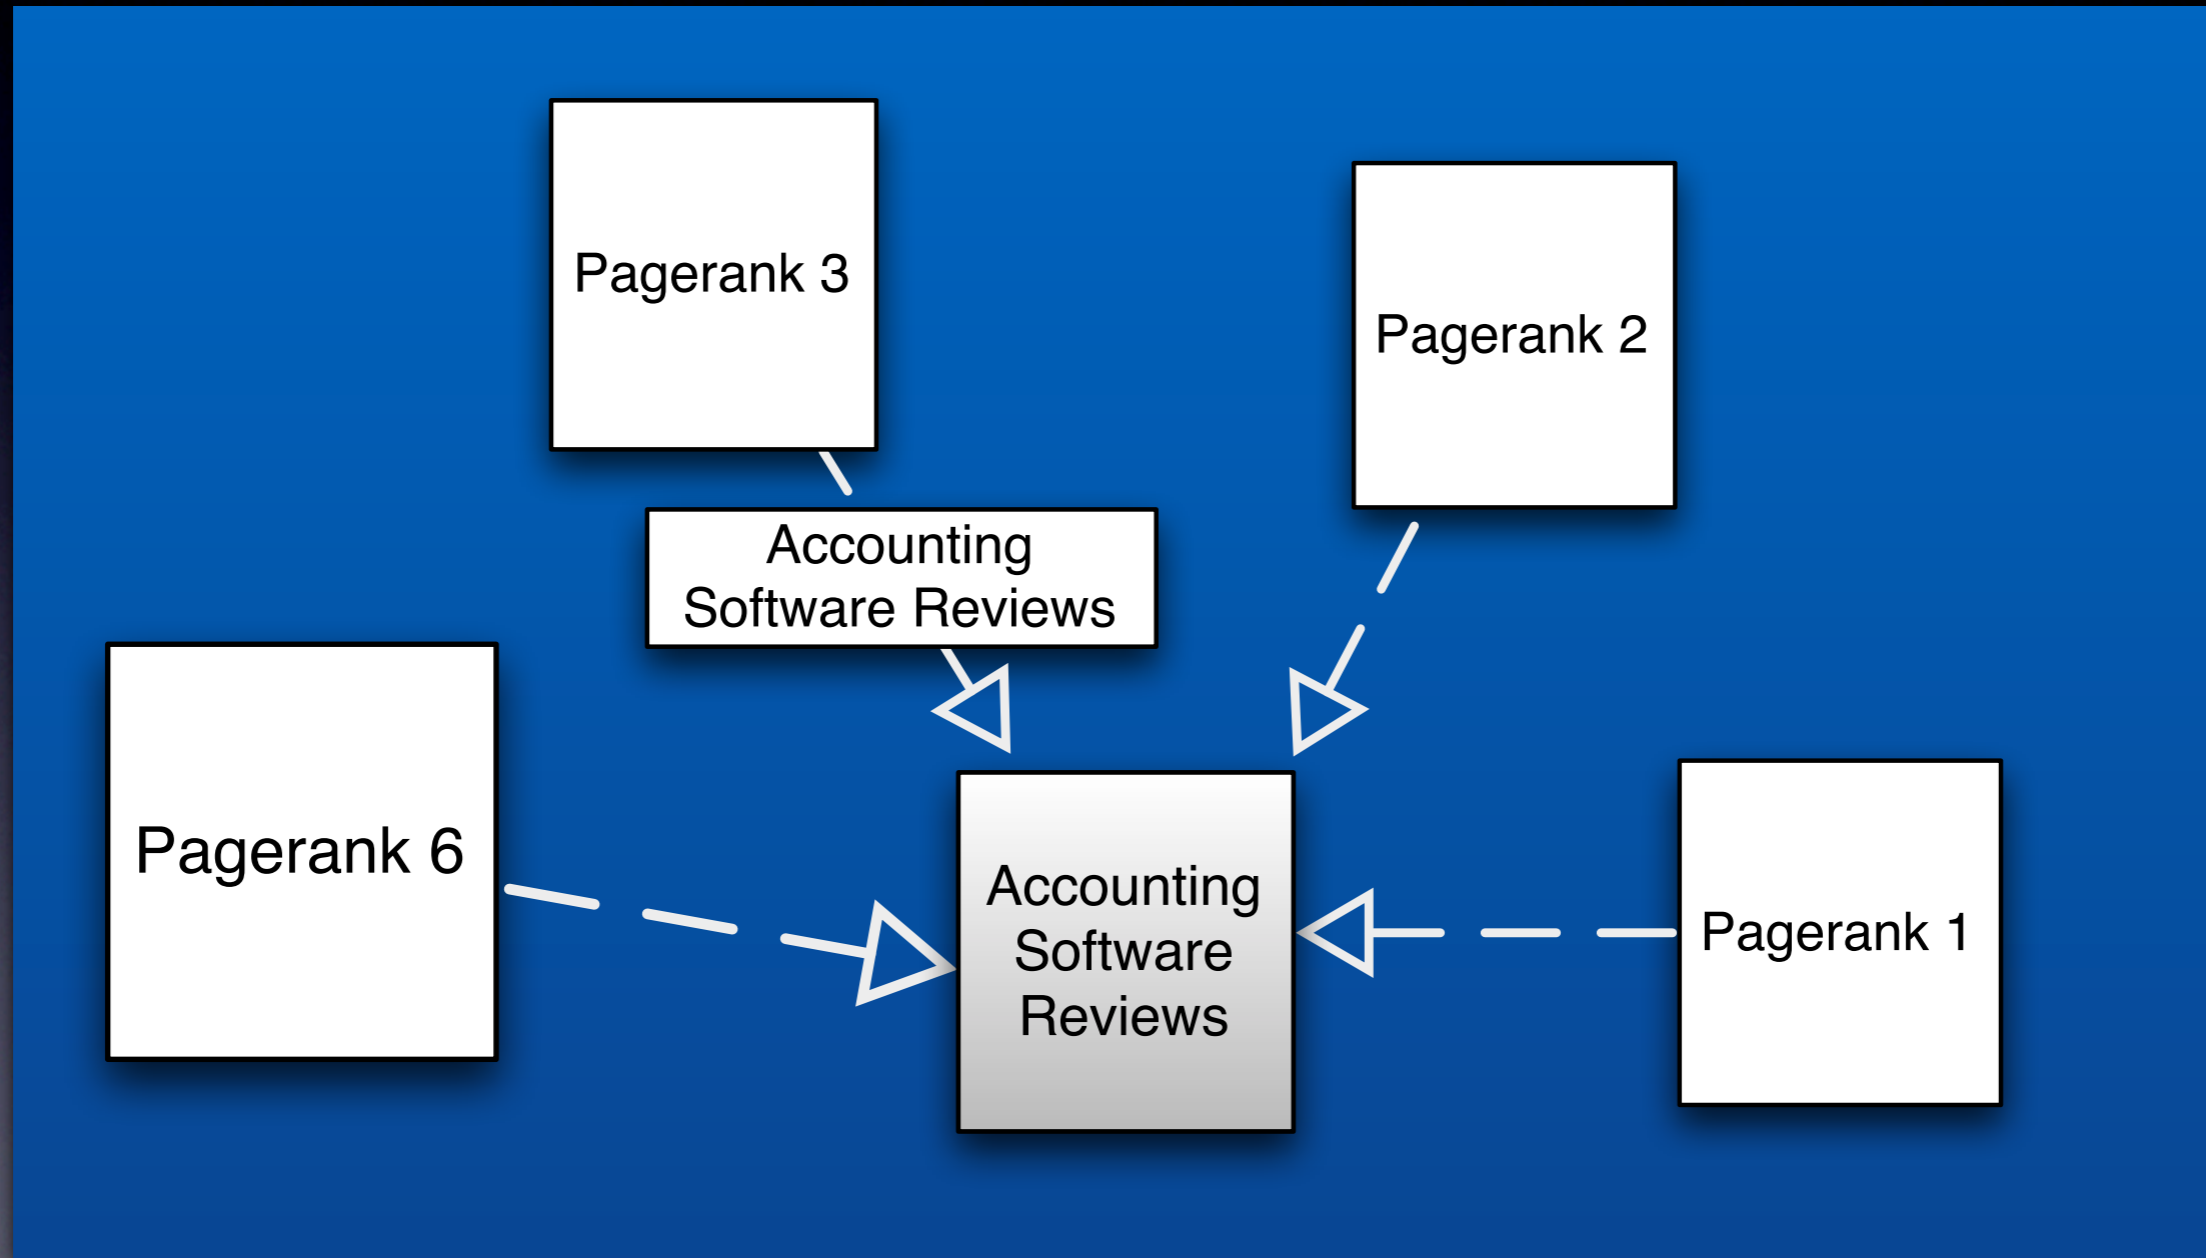 Pagerank 3
Pagerank 2
Accounting
Software Reviews
Pagerank 6
Accounting
Software
Reviews
Pagerank 1